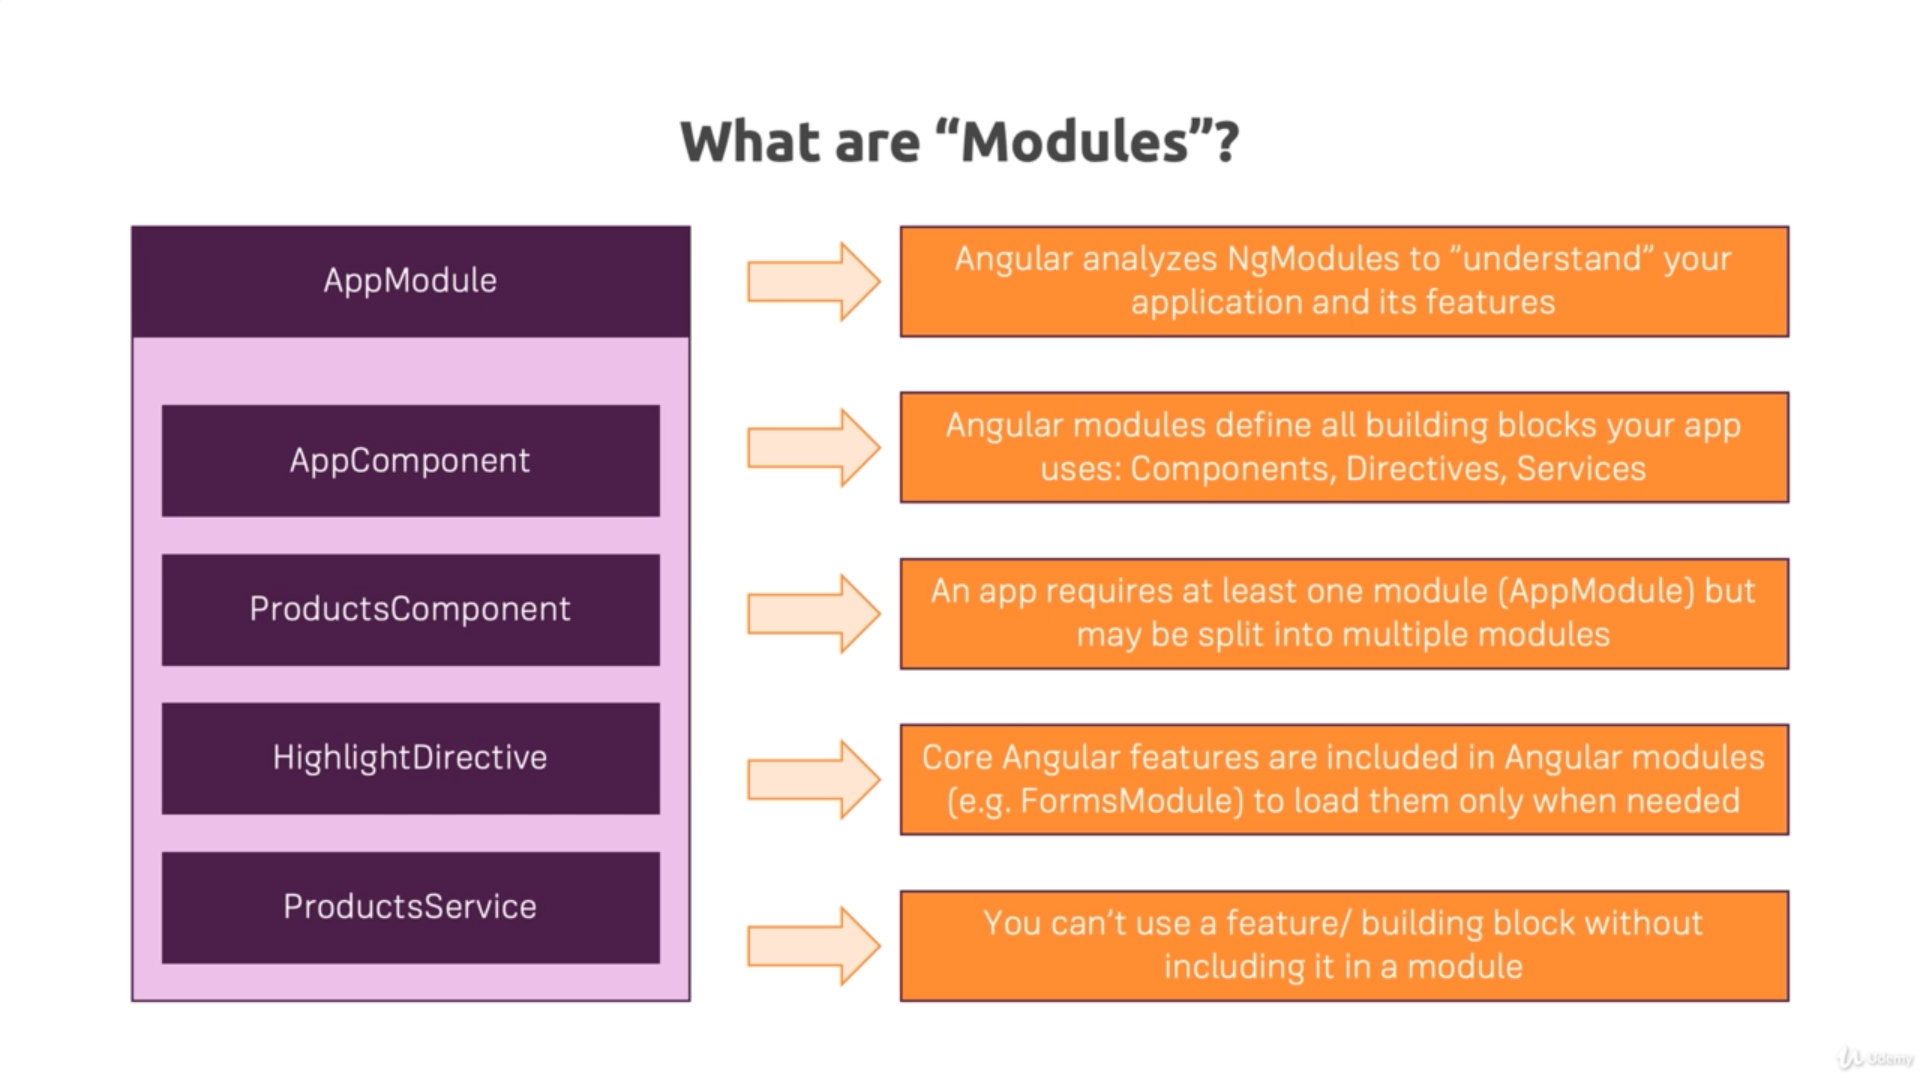 What are “Modules”?
AppModule
AppComponent
ProductsComponent
HighlightDirective
ProductsService
Angular analyzes NgModules to ”understand” your
application and its features
Angular modules define all building blocks your app
uses: Components, Directives, Services
An app requires at least one module (AppModule) but
may be split into multiple modules
Core Angular features are included in Angular modules
(e.g. FormsModule) to load them only when needed
You can’t use a feature/ building block without
including it in a module
Udemy